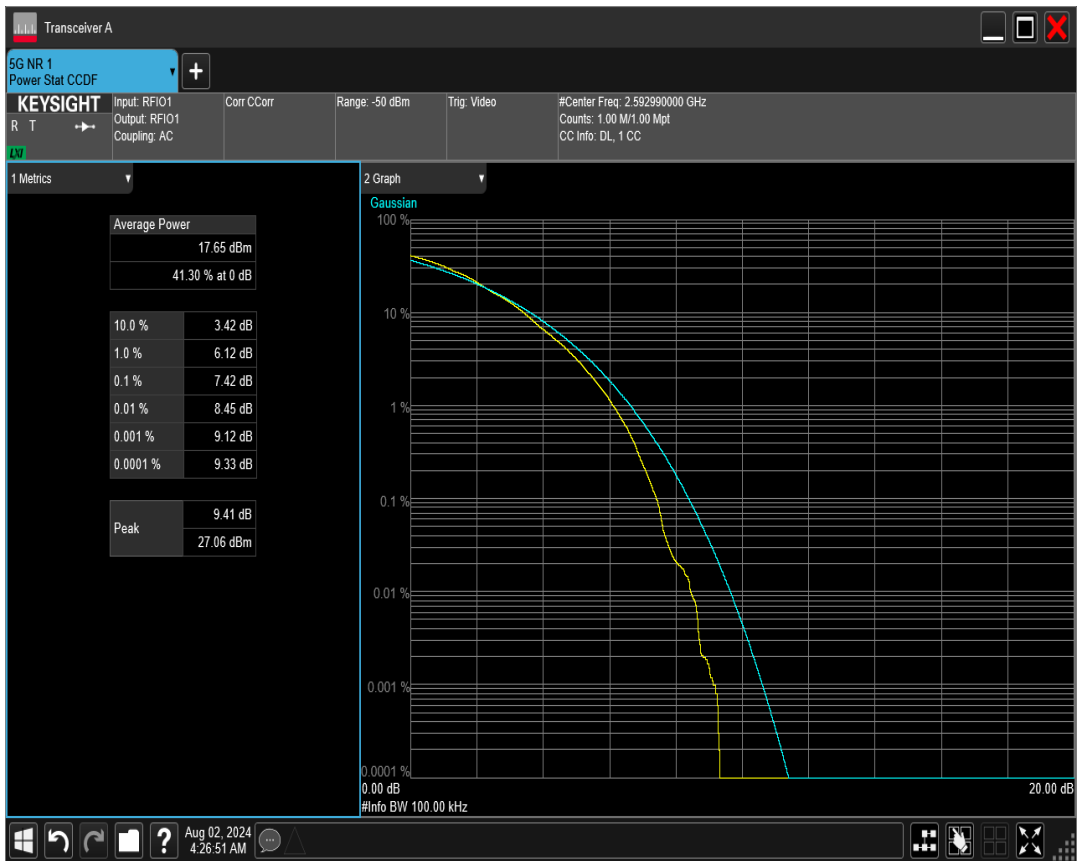 Transceiver A
5G NR 1
Power Stat CCDF
+
KEYSIGHT
R T
LXI
Input: RFIO1
Output: RFIO1
Coupling: AC
Corr CCorr
Range: -50 dBm
Trig: Video
#Center Freq: 2.592990000 GHz
Counts: 1.00 M/1.00 Mpt
CC Info: DL, 1 CC
1 Metrics
Average Power
17.65 dBm
41.30 % at 0 dB
10.0 % 3.42 dB
1.0 % 6.12 dB
0.1 % 7.42 dB
0.01 % 8.45 dB
0.001 % 9.12 dB
0.0001 % 9.33 dB
Peak 9.41 dB
27.06 dBm
2 Graph
Gaussian
100 %
10 %
1 %
0.1 %
0.01 %
0.001 %
0.0001 %
0.00 dB 20.00 dB
#Info BW 100.00 kHz
?
Aug 02, 2024
4:26:51 AM